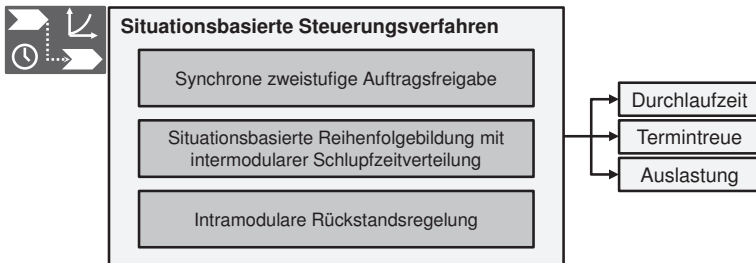 Situationsbasierte Steuerungsverfahren
Synchrone zweistufige Auftragsfreigabe
Situationsbasierte Reihenfolgebildung mit
intermodularer Schlupfzeitverteilung
Intramodulare Rückstandsregelung
Durchlaufzeit
Termintreue
Auslastung